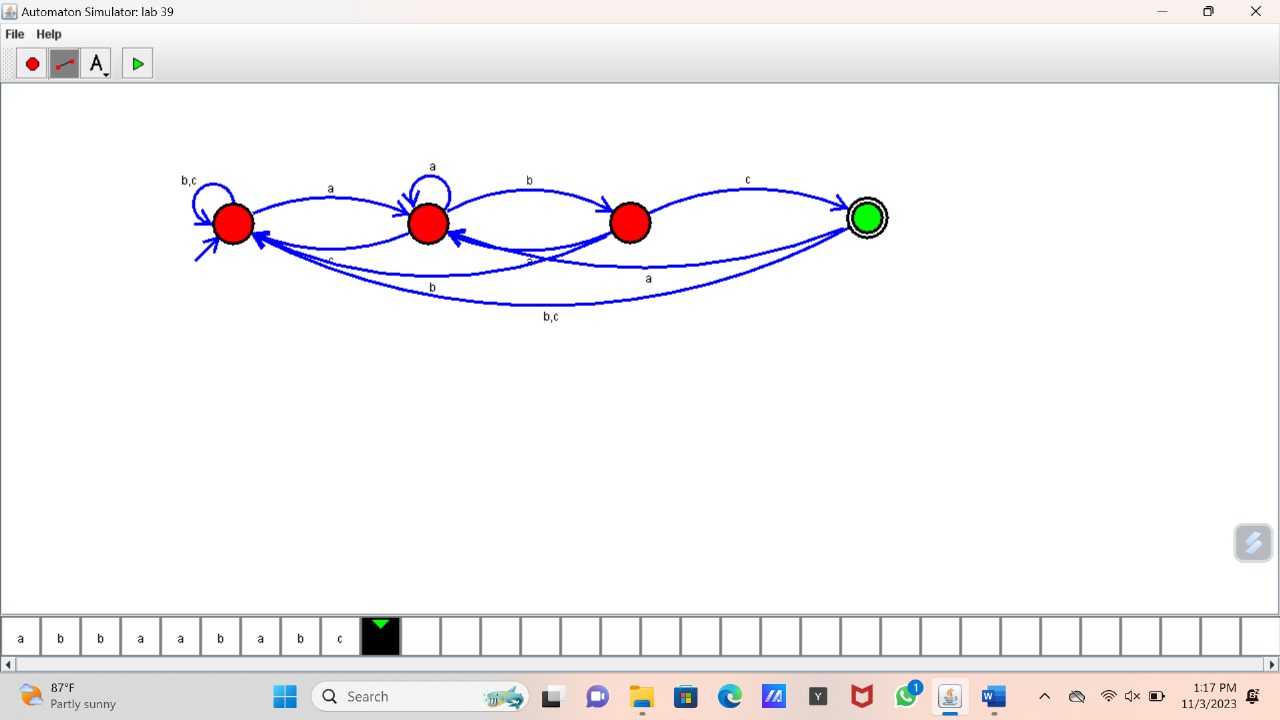 Automaton Simulator: lab 39
File Help
A
a
b,c
a
b
c
c
a
a
b
b,c
a b b a a b a b c
87°F
Partly sunny
Search
Y
1
W
1:17 PM
11/3/2023